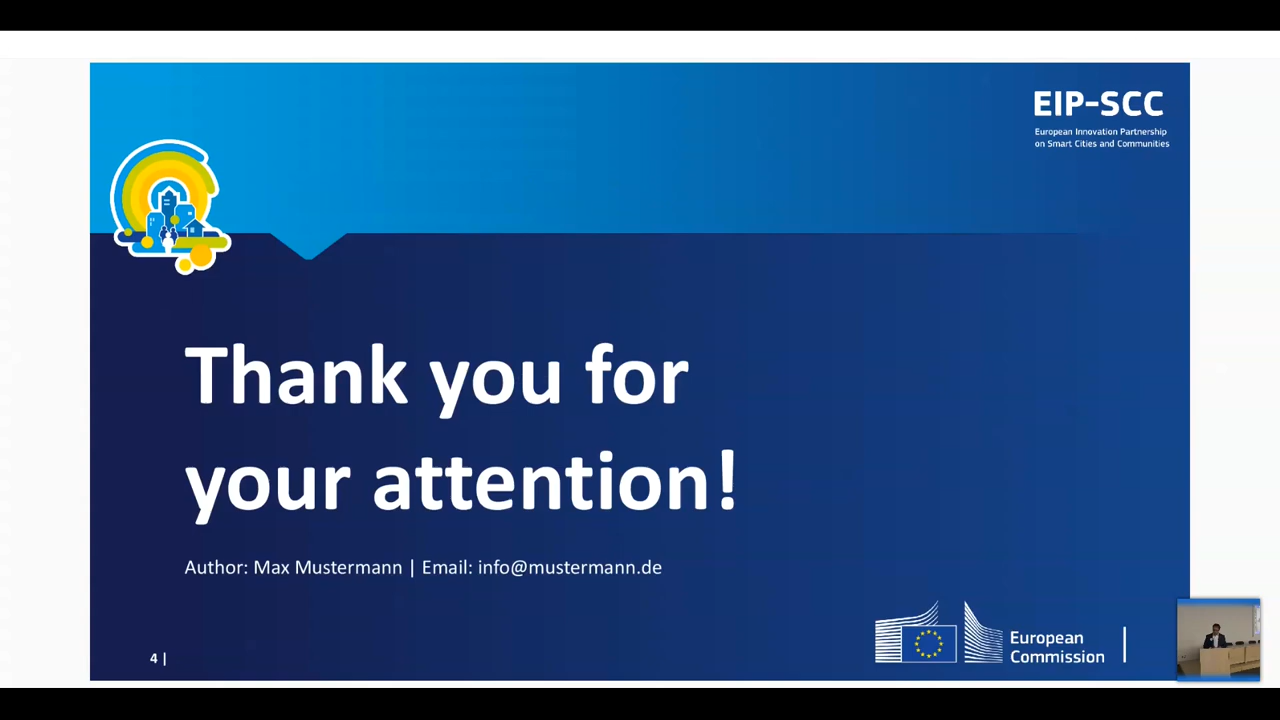 EIP-SCC
European Innovation Partnership
on Smart Cities and Communities
Thank you for
your attention!
Author: Max Mustermann | Email: info@mustermann.de
4 |
European
Commission